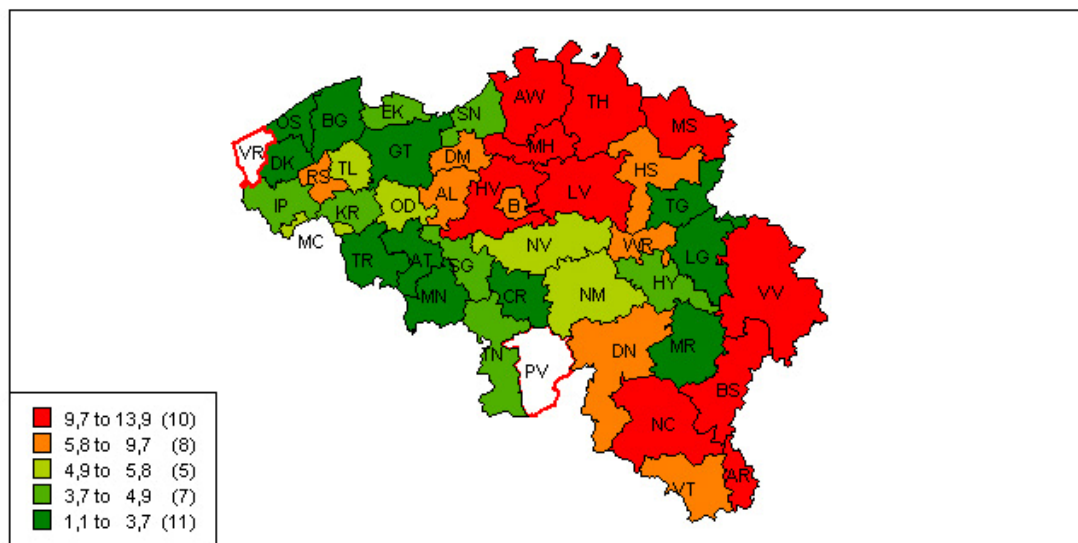 AW
TH
MS
EK
SN
OS
BG
MH
GT
VR
DK
DM
TL
HS
RS
HV
LV
AL
B
OD
IP
KR
TG
MC
NV
WR
AT
LG
TR
SG
HY
MN
CR
NM
VV
MR
DN
TN
PV
BS
NC
AR
VT
9,7 to 13,9 (10)
5,8 to 9,7 (8)
4,9 to 5,8 (5)
3,7 to 4,9 (7)
1,1 to 3,7 (11)